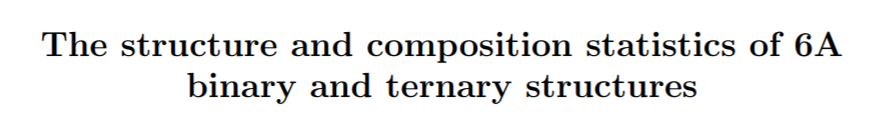 The structure and composition statistics of 6A
binary and ternary structures